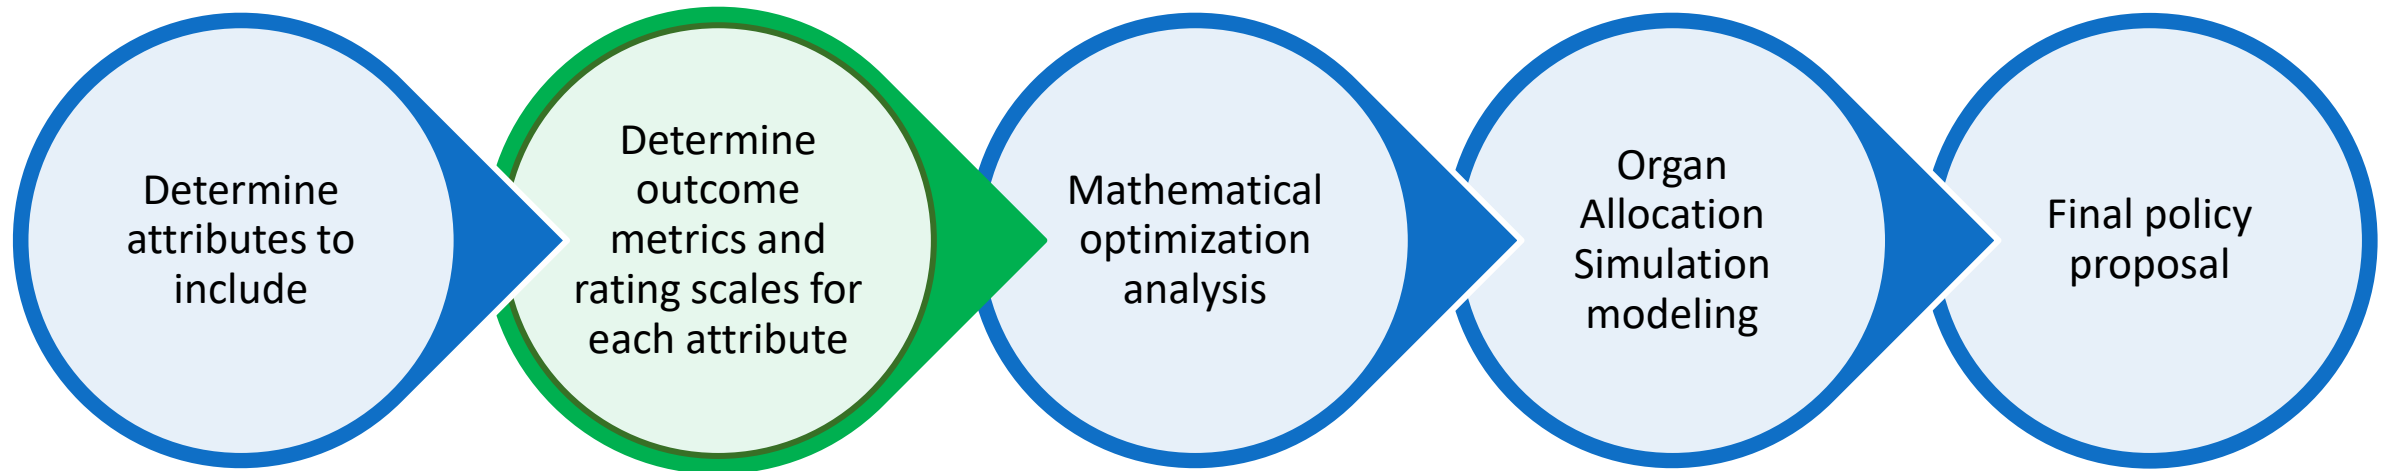 Determine
attributes to
include
Determine
outcome
metrics and
rating scales for
each attribute
Mathematical
optimization
analysis
Organ
Allocation
Simulation
modeling
Final policy
proposal